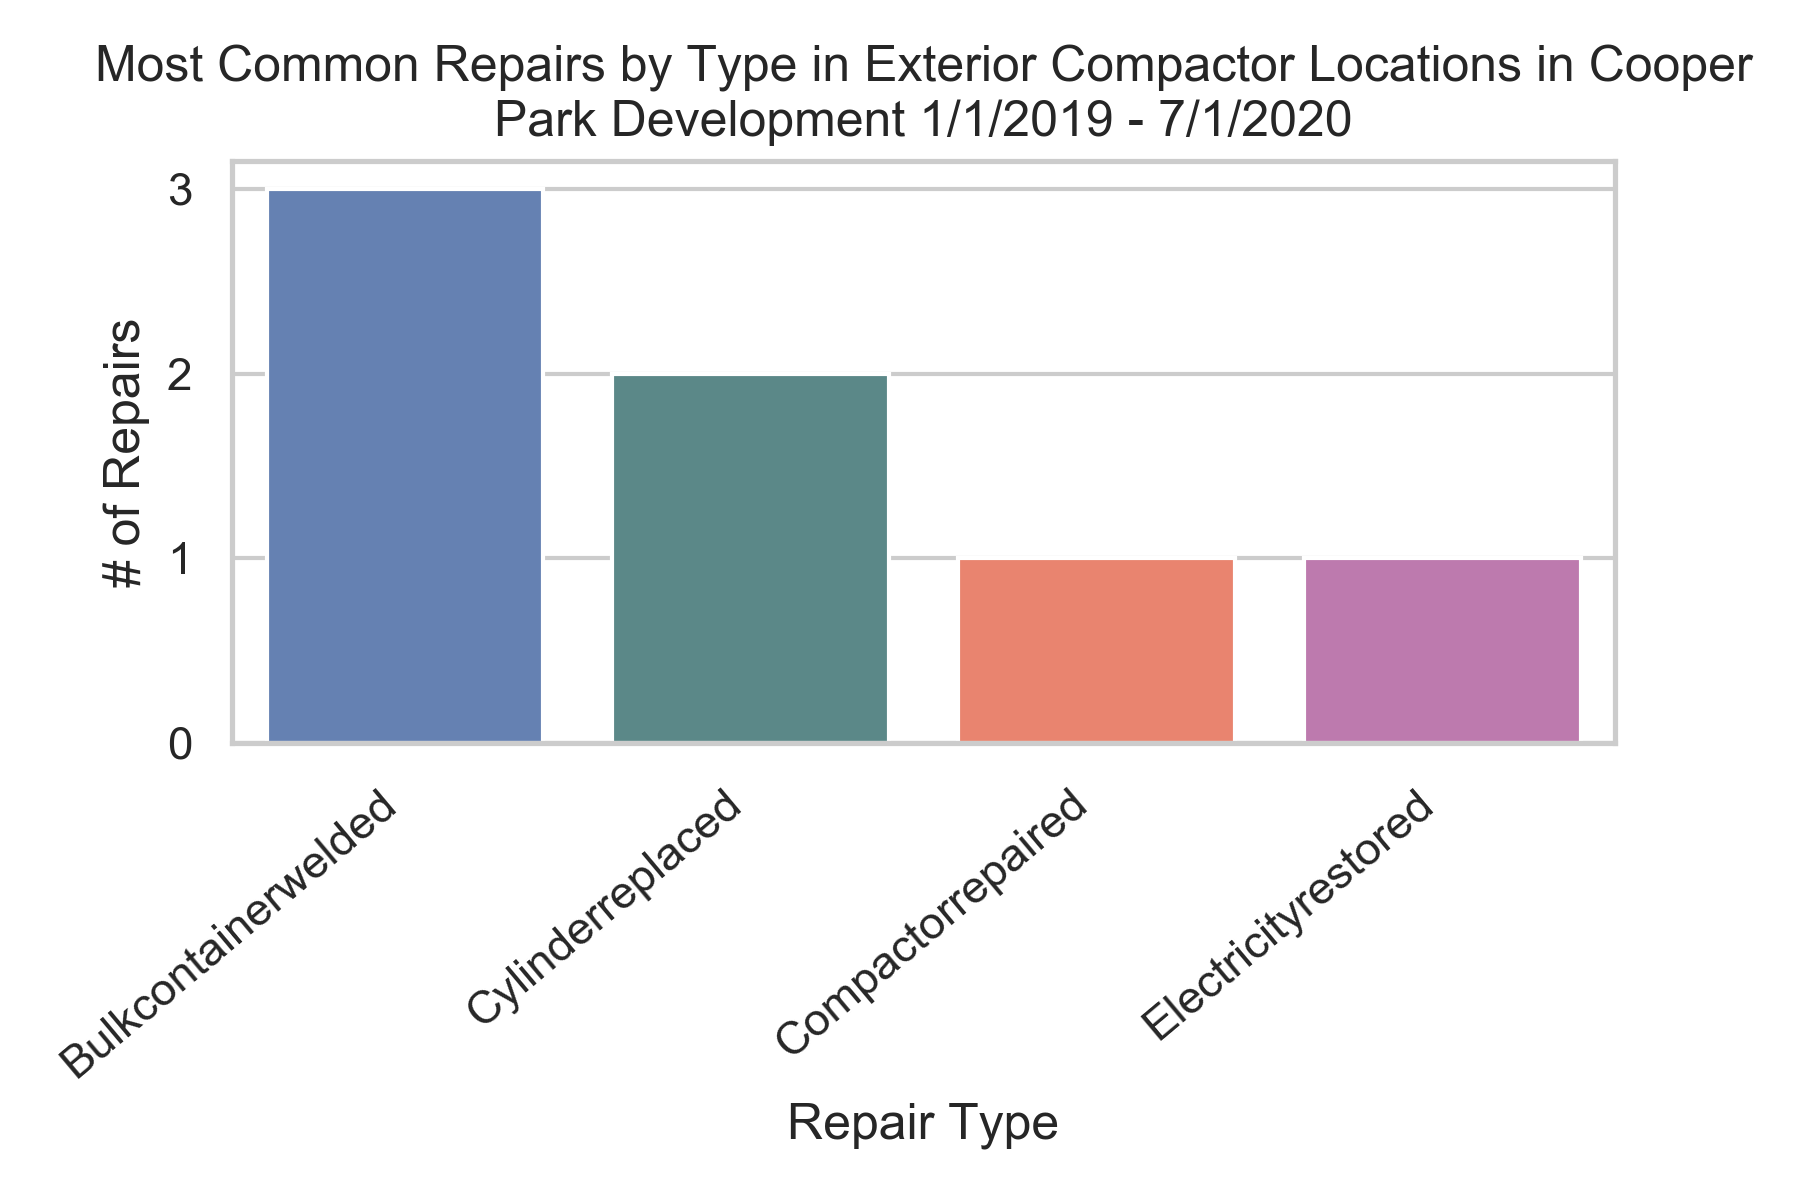 Most Common Repairs by Type in Exterior Compactor Locations in Cooper
Park Development 1/1/2019 - 7/1/2020
# of Repairs
3
2
1
0
Bulkcontainerwelded
Cylinderreplaced
Compactorrepaired
Electricityrestored
Repair Type